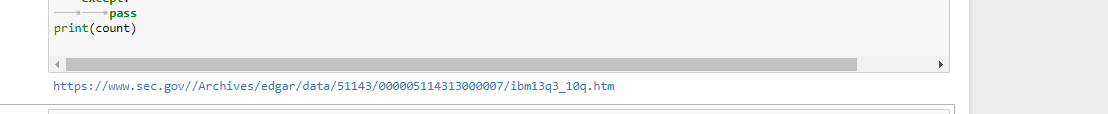 pass
print(count)
https://www.sec.gov//Archives/edgar/data/51143/000005114313000007/ibm13q3_10q.htm